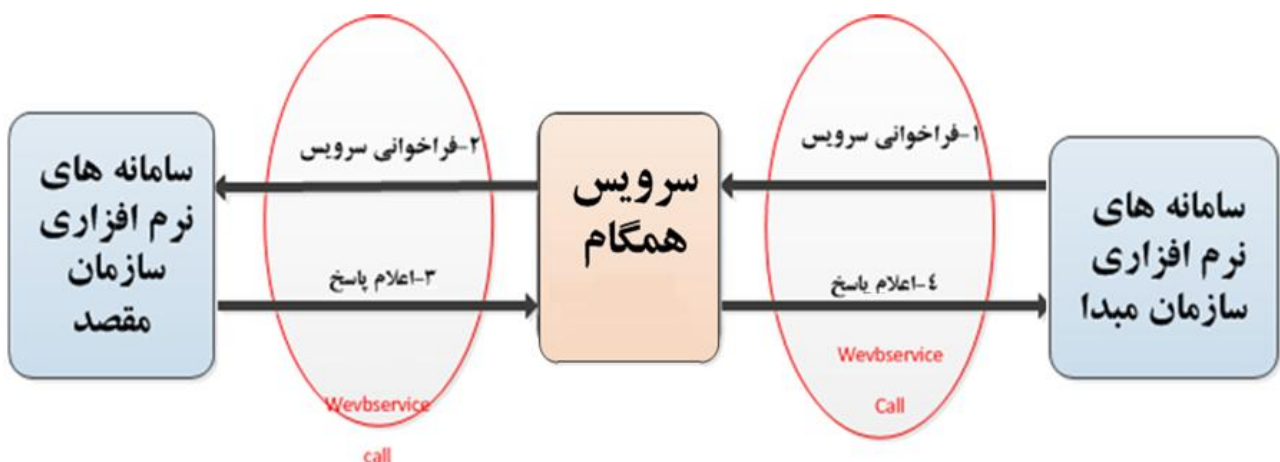 سامانه های
نرم افزاری
سازمان مبدا
۱-فراخوانی سرویس
٤-اعلام پاسخ
Wevbservice
Call
سرویس
همگام
۲-فراخوانی سرویس
۳-اعلام پاسخ
Wevbservice
call
سامانه های
نرم افزاری
سازمان
مقصد